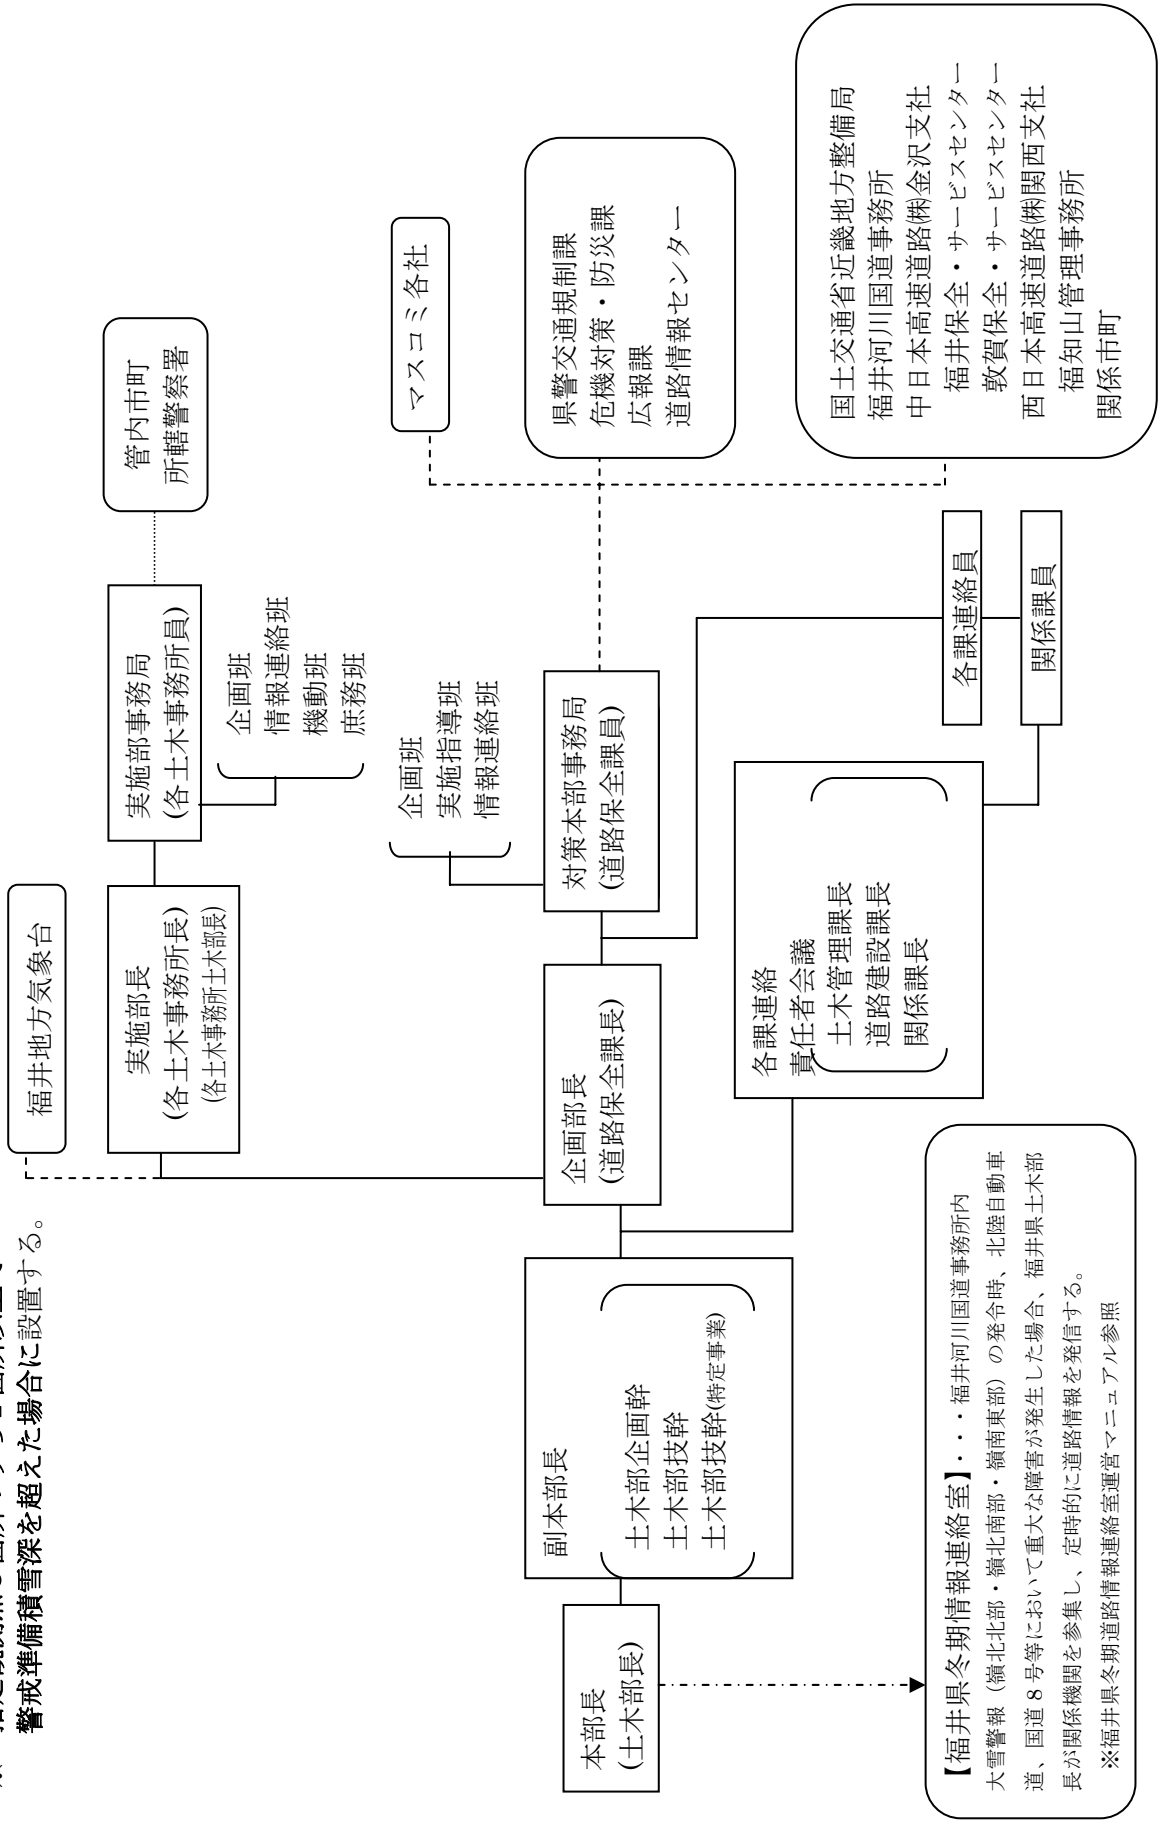 警戒準備積雪深を超えた場合に設置する。
福井地方気象台
実施部長
(各土木事務所長)
(各土木事務所土木部長)
実施部事務局
(各土木事務所員)
管内市町
所轄警察署
企画班
情報連絡班
機動班
庶務班
マスコミ各社
企画班
実施指導班
情報連絡班
本部長
(土木部長)
副本部長
土木部企画幹
土木部技幹
土木部技幹(特定事業)
企画部長
(道路保全課長)
対策本部事務局
(道路保全課員)
県警交通規制課
危機対策・防災課
広報課
道路情報センター
各課連絡
責任者会議
土木管理課長
道路建設課長
関係課長
各課連絡員
関係課員
国土交通省近畿地方整備局
福井河川国道事務所
中日本高速道路㈱金沢支社
福井保全・サービスセンター
敦賀保全・サービスセンター
西日本高速道路㈱関西支社
福知山管理事務所
関係市町
【福井県冬期情報連絡室】・・・福井河川国道事務所内
大雪警報（嶺北北部・嶺北南部・嶺南東部）の発令時、北陸自動車
道、国道８号等において重大な障害が発生した場合、福井県土木部
長が関係機関を参集し、定時的に道路情報を発信する。
※福井県冬期道路情報連絡室運営マニュアル参照